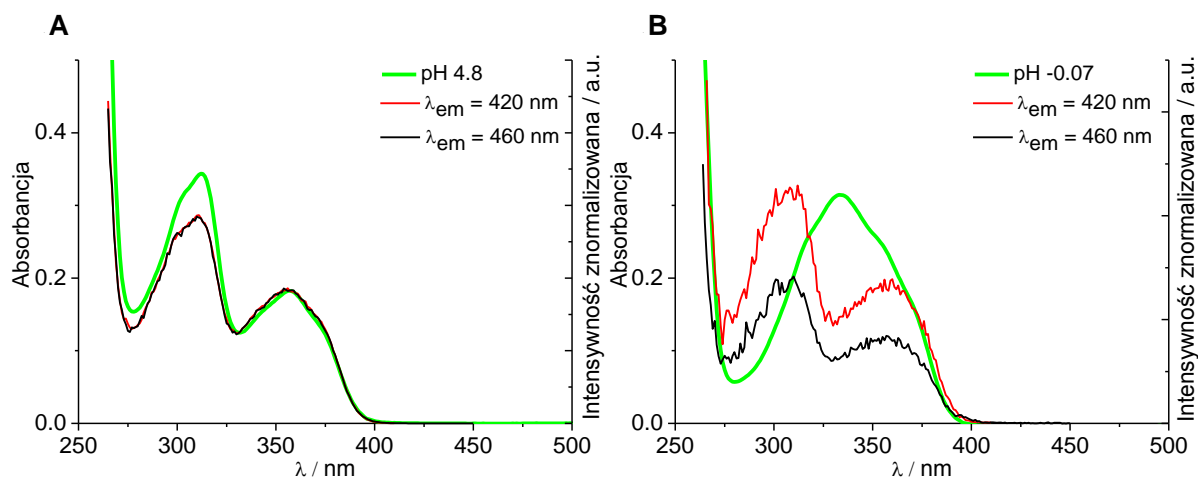 A
pH 4.8
λem = 420 nm
λem = 460 nm
Absorbancja
0.4
0.2
0.0
250 300 350 400 450 500
λ / nm
Intensywność znormalizowana / a.u.
B
pH -0.07
λem = 420 nm
λem = 460 nm
Absorbancja
0.4
0.2
0.0
250 300 350 400 450 500
λ / nm
Intensywność znormalizowana / a.u.